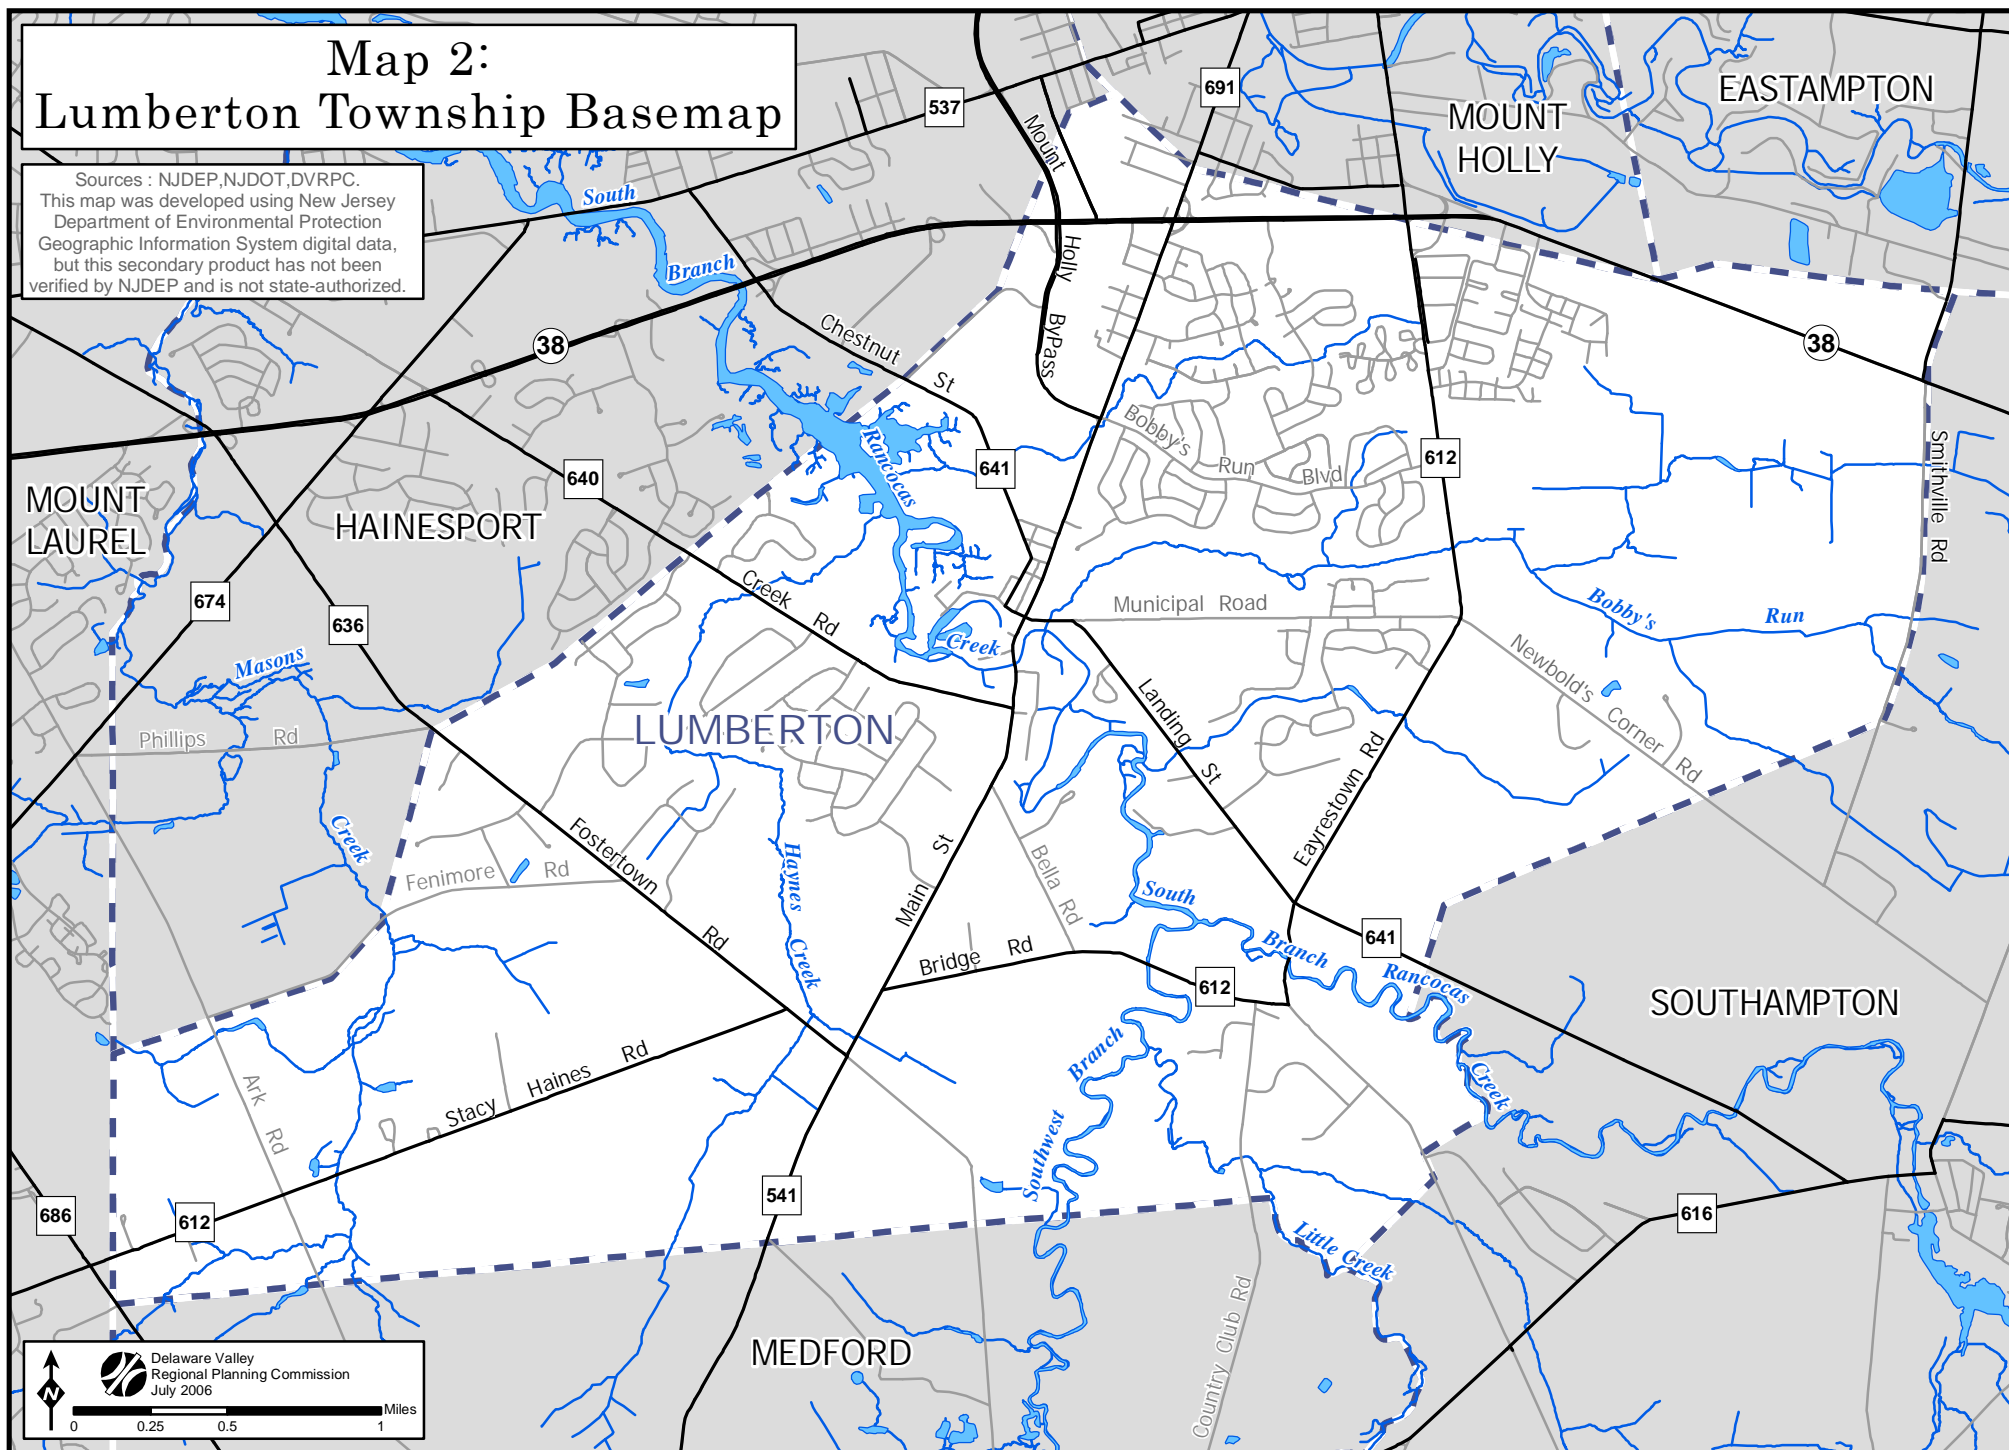 Map 2:
Lumberton Township Basemap
Sources : NJDEP,NJDOT,DVRPC.
This map was developed using New Jersey
Department of Environmental Protection
Geographic Information System digital data,
but this secondary product has not been
verified by NJDEP and is not state-authorized.
537
691
MOUNT
HOLLY
EASTAMPTON
South
Branch
Rancocas
Creek
Mount
Holly
ByPass
38
38
Chestnut
St
641
640
612
Bobby's
Run
Blvd
Smithville Rd
MOUNT
LAUREL
HAINESPORT
674
636
Creek
Rd
Municipal Road
Bobby's
Run
Newbold's
Corner
Rd
Masons
Creek
Phillips
Rd
LUMBERTON
Landing
St
Eayrestown Rd
Fenimore
Rd
Fostertown
Rd
Haynes
Creek
Main
St
Bella Rd
Bridge
Rd
South
Branch
Rancocas
Creek
641
612
SOUTHAMPTON
Ark
Rd
Stacy
Haines
Rd
Branch
Southwest
541
686
612
616
Little Creek
Country Club Rd
MEDFORD
N
Delaware Valley
Regional Planning Commission
July 2006
Miles
0 0.25 0.5 1